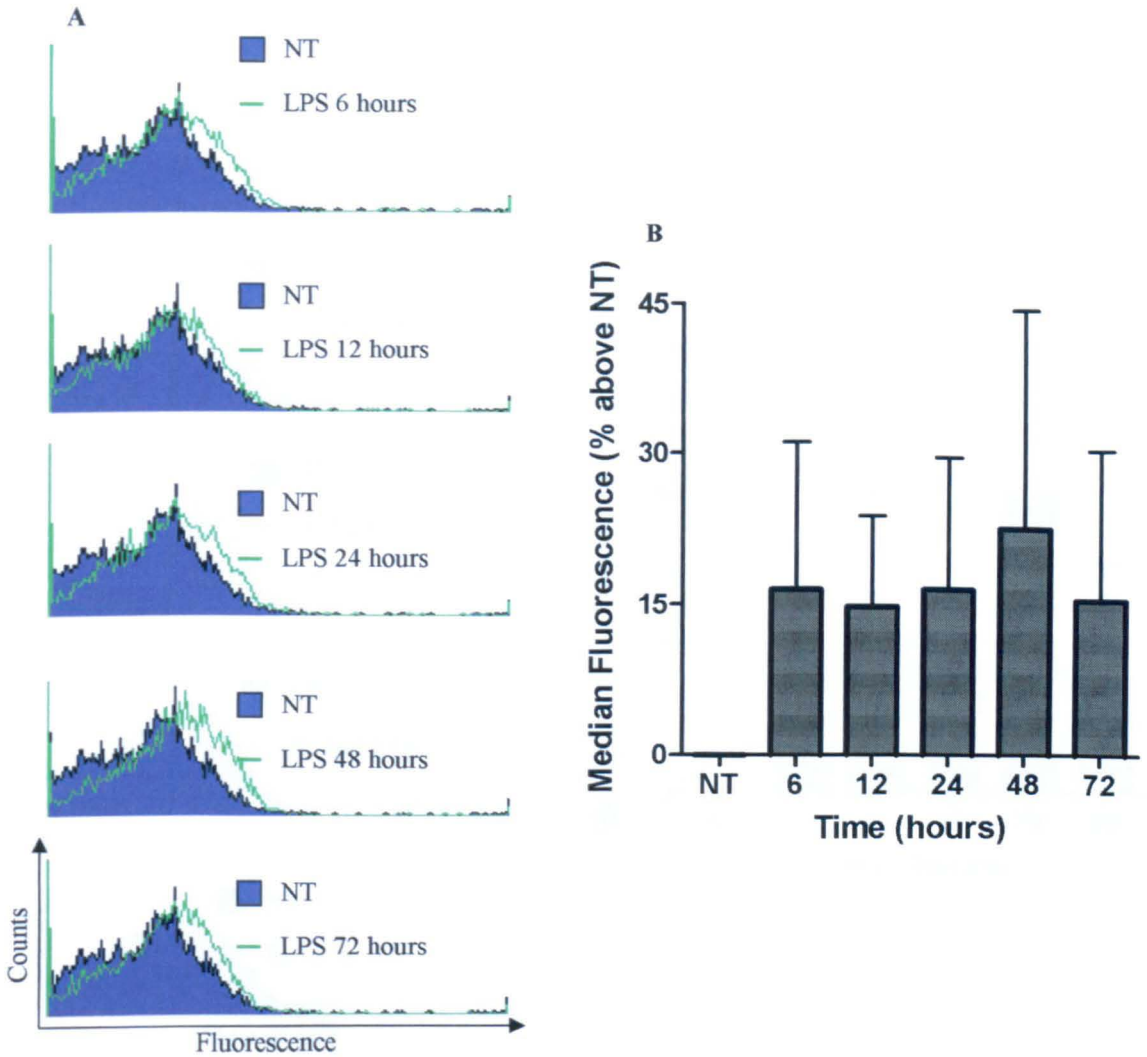 A
NT
LPS 6 hours
NT
LPS 12 hours
NT
LPS 24 hours
NT
LPS 48 hours
NT
LPS 72 hours
Counts
Fluorescence
B
Median Fluorescence (% above NT)
45
30
15
0
NT 6 12 24 48 72
Time (hours)